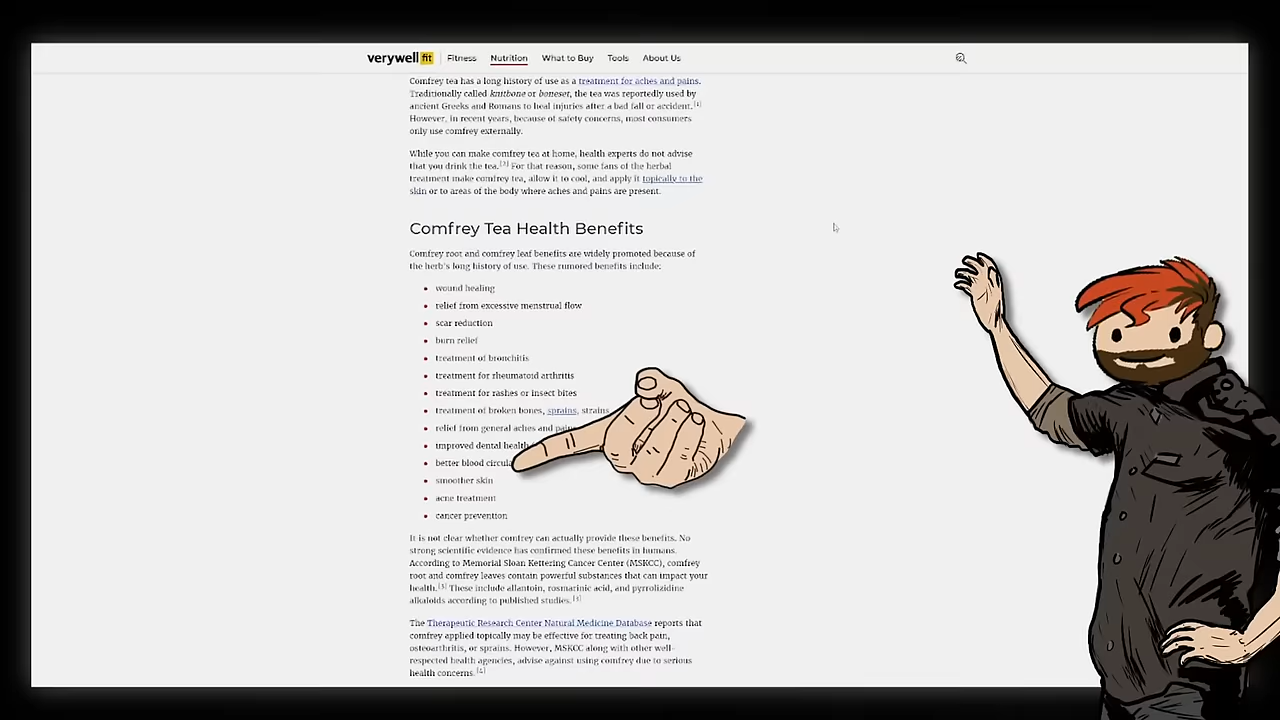 verywell fit Fitness Nutrition What to Buy Tools About Us
Comfrey tea has a long history of use as a treatment for aches and pains.
Traditionally called knitbone or boneset, the tea was reportedly used by
ancient Greeks and Romans to heal injuries after a bad fall or accident.[1]
However, in recent years, because of safety concerns, most consumers
only use comfrey externally.
While you can make comfrey tea at home, health experts do not advise
that you drink the tea.[2] For that reason, some fans of the herbal
treatment make comfrey tea, allow it to cool, and apply it topically to the
skin or to areas of the body where aches and pains are present.
Comfrey Tea Health Benefits
Comfrey root and comfrey leaf benefits are widely promoted because of
the herb's long history of use. These rumored benefits include:
wound healing
relief from excessive menstrual flow
scar reduction
burn relief
treatment of bronchitis
treatment for rheumatoid arthritis
treatment for rashes or insect bites
treatment of broken bones, sprains, strains
relief from general aches and pains
improved dental health
better blood
smoother skin
acne treatment
cancer prevention
It is not clear whether comfrey can actually provide these benefits. No
strong scientific evidence has confirmed these benefits in humans.
According to Memorial Sloan Kettering Cancer Center (MSKCC), comfrey
root and comfrey leaves contain powerful substances that can impact your
health.[3] These include allantoin, rosmarinic acid, and pyrrolizidine
alkaloids according to published studies.[3]
The Therapeutic Research Center Natural Medicine Database reports that
comfrey applied topically may be effective for treating back pain,
osteoarthritis, or sprains. However, MSKCC along with other well-
respected health agencies, advise against using comfrey due to serious
health concerns.[4]